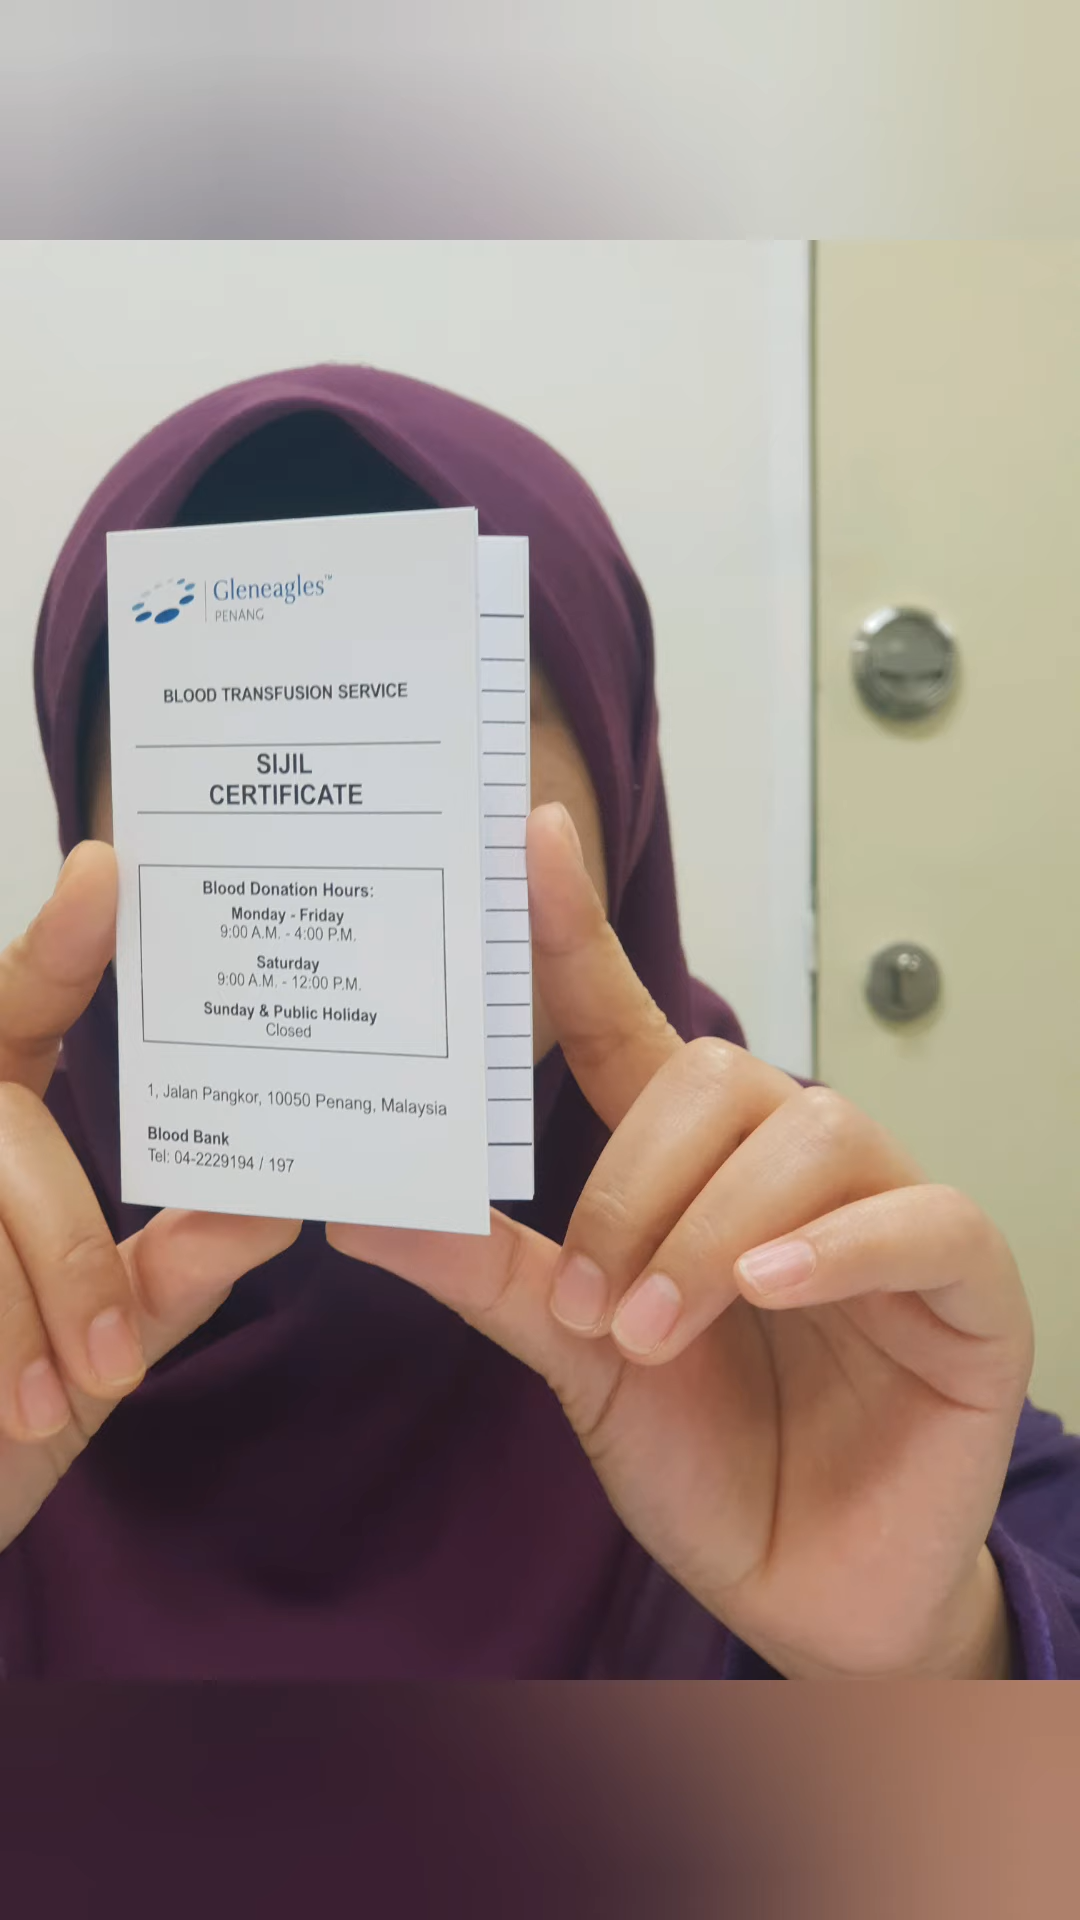 Gleneagles™
PENANG
BLOOD TRANSFUSION SERVICE
SIJIL
CERTIFICATE
Blood Donation Hours:
Monday - Friday
9:00 A.M. - 4:00 P.M.
Saturday
9:00 A.M. - 12:00 P.M.
Sunday & Public Holiday
Closed
1, Jalan Pangkor, 10050 Penang, Malaysia
Blood Bank
Tel: 04-2229194 / 197